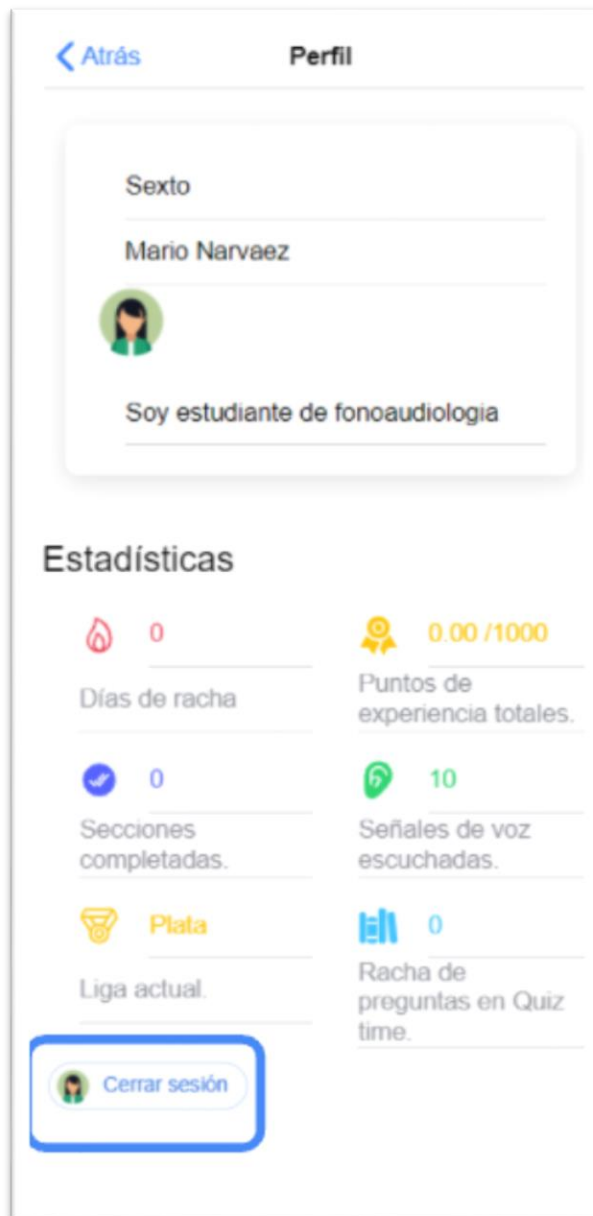 Atrás
Perfil
Sexto
Mario Narvaez
Soy estudiante de fonoaudiologia
Estadísticas
0
Días de racha
0.00 /1000
Puntos de
experiencia totales.
0
Secciones
completadas.
10
Señales de voz
escuchadas.
Plata
Liga actual.
0
Racha de
preguntas en Quiz
time.
Cerrar sesión